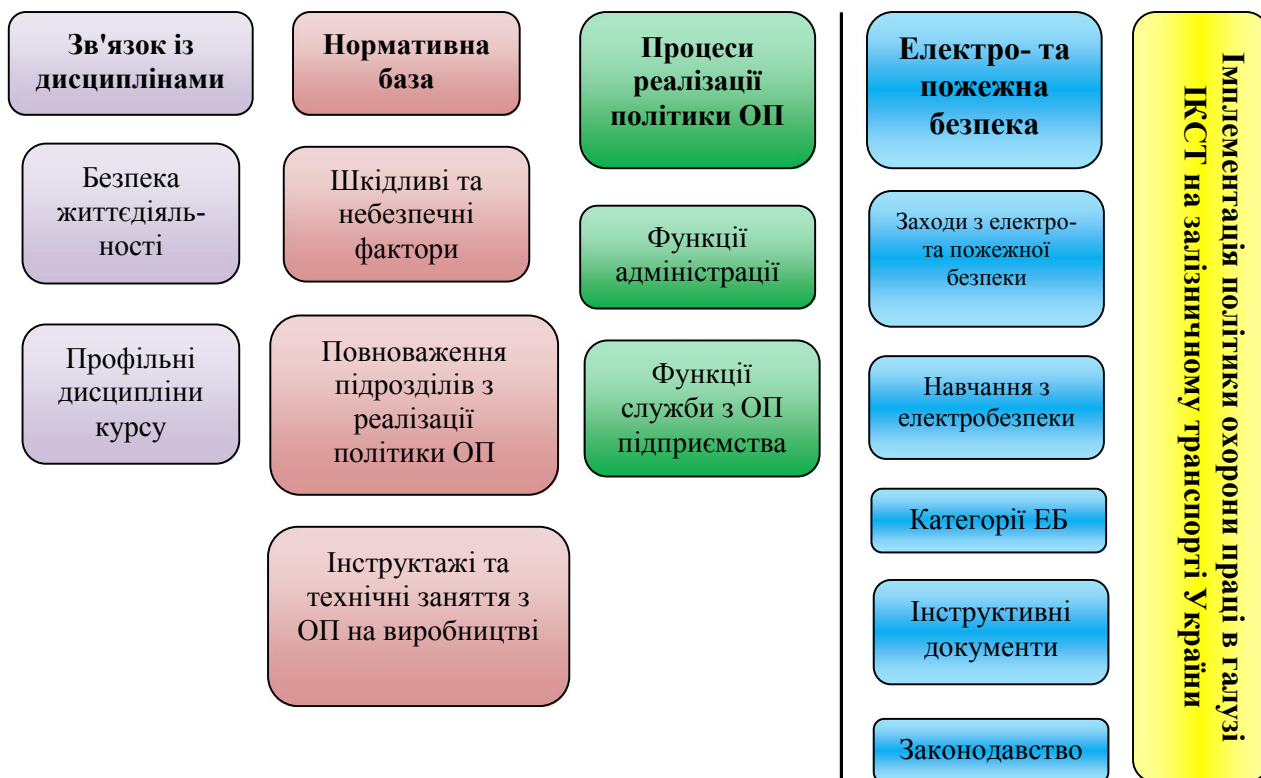 Зв'язок із
дисциплінами
Безпека
життєдіяль-
ності
Профільні
дисципліни
курсу
Нормативна
база
Шкідливі та
небезпечні
фактори
Повноваження
підрозділів з
реалізації
політики ОП
Інструктажі та
технічні заняття з
ОП на виробництві
Процеси
реалізації
політики ОП
Функції
адміністрації
Функції
служби з ОП
підприємства
Електро- та
пожежна
безпека
Заходи з електро-
та пожежної
безпеки
Навчання з
електробезпеки
Категорії ЕБ
Інструктивні
документи
Законодавство
Імплементація політики охорони праці в галузі
ІКСТ на залізничному транспорті України